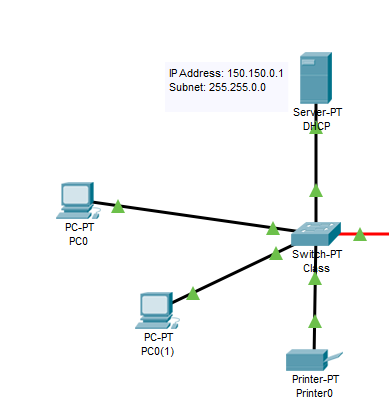 IP Address: 150.150.0.1
Subnet: 255.255.0.0
Server-PT
DHCP
PC-PT
PC0
Switch-PT
Class
PC-PT
PC0(1)
Printer-PT
Printer0